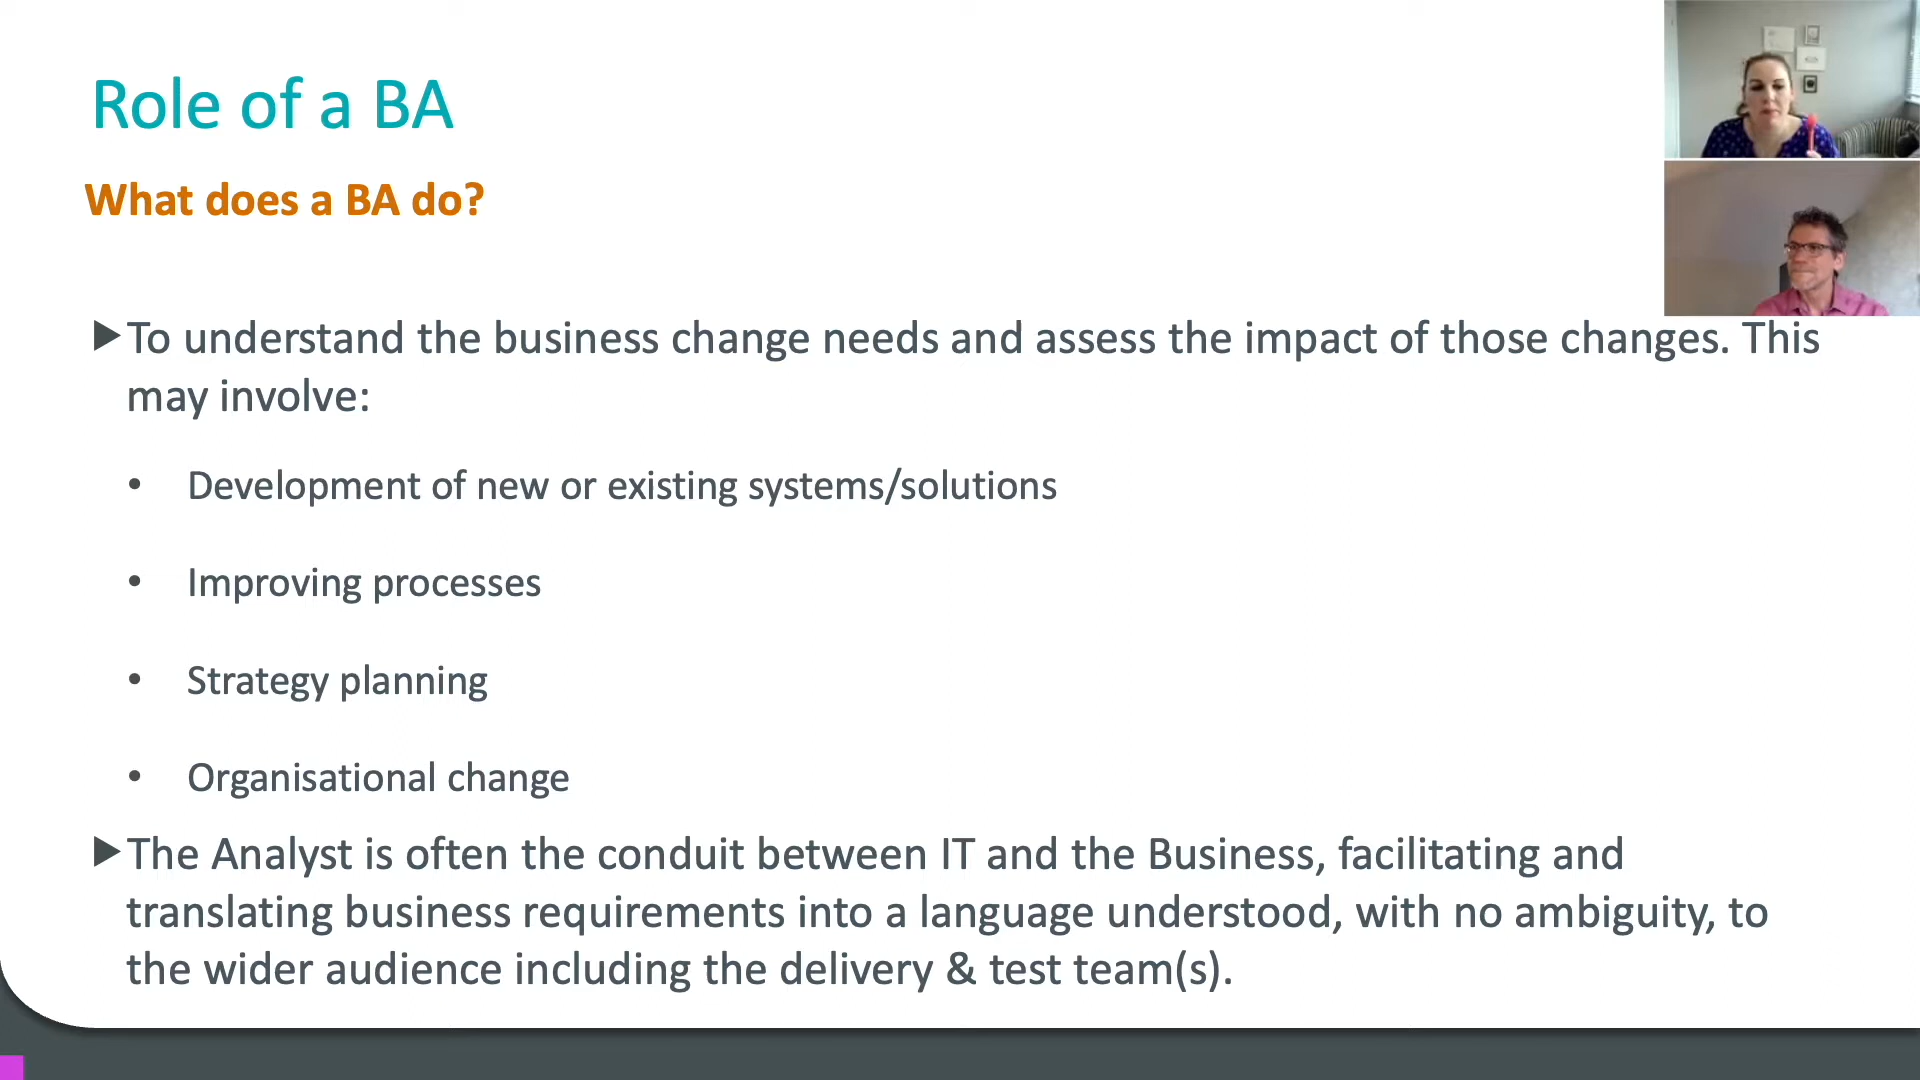 Role of a BA
What does a BA do?
▶To understand the business change needs and assess the impact of those changes. This
may involve:
• Development of new or existing systems/solutions
• Improving processes
• Strategy planning
• Organisational change
▶The Analyst is often the conduit between IT and the Business, facilitating and
translating business requirements into a language understood, with no ambiguity, to
the wider audience including the delivery & test team(s).